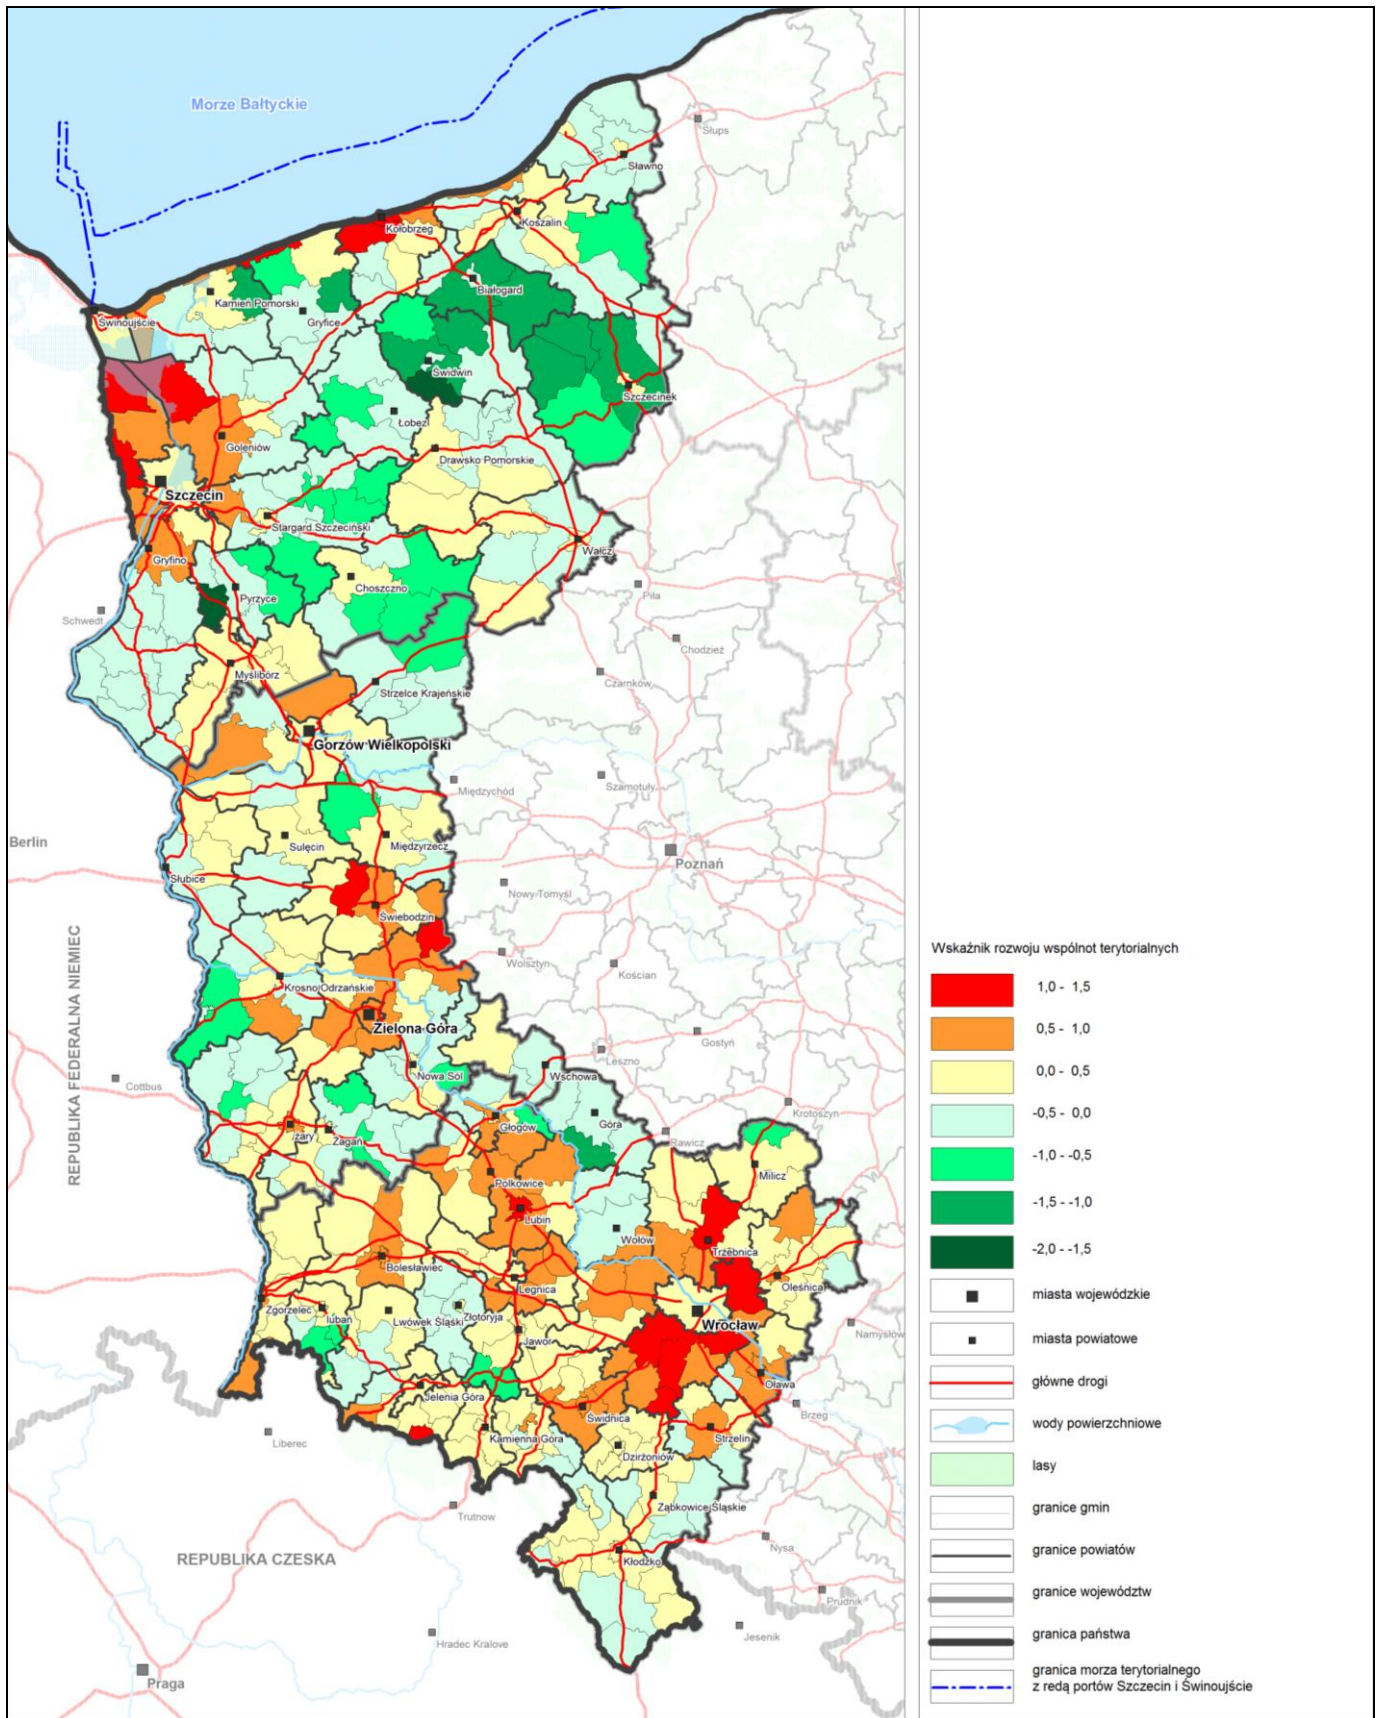 Morze Bałtyckie
Słups
Sławno
Koszalin
Kołobrzeg
Białogard
Kamień Pomorski
Gryfice
Świnoujście
Świdwin
Szczecinek
Łobez
Goleniów
Drawsko Pomorskie
Szczecin
Stargard Szczeciński
Wałcz
Gryfino
Choszczno
Pyrzyce
Piła
Schwedt
Chodzież
Myślibórz
Czarnków
Strzelce Krajeńskie
Gorzów Wielkopolski
Międzychód
Szamotuły
Berlin
Sulęcin
Międzyrzecz
Poznań
Słubice
Nowy Tomyśl
Świebodzin
REPUBLIKA FEDERALNA NIEMIEC
Wolsztyn
Kościan
Krosno Odrzańskie
Zielona Góra
Gostyń
Leszno
Cottbus
Nowa Sól
Wschowa
Krotoszyn
Głogów
Góra
Żary
Żagań
Rawicz
Milicz
Polkowice
Lubin
Wołów
Trzebnica
Bolesławiec
Legnica
Oleśnica
Zgorzelec
luban
Lwówek Śląski
Złotoryja
Wrocław
Namysłów
Jawor
Jelenia Góra
Oława
Świdnica
Brzeg
Liberec
Kamienna Góra
Strzelin
Dzirżoniów
Trutnow
Ząbkowice Śląskie
REPUBLIKA CZESKA
Nysa
Kłodzko
Prudnik
Hradec Kralove
Jesenik
Praga
Wskaźnik rozwoju wspólnot terytorialnych
1,0 - 1,5
0,5 - 1,0
0,0 - 0,5
-0,5 - 0,0
-1,0 - -0,5
-1,5 - -1,0
-2,0 - -1,5
miasta wojewódzkie
miasta powiatowe
główne drogi
wody powierzchniowe
lasy
granice gmin
granice powiatów
granice województw
granica państwa
granica morza terytorialnego
z redą portów Szczecin i Świnoujście